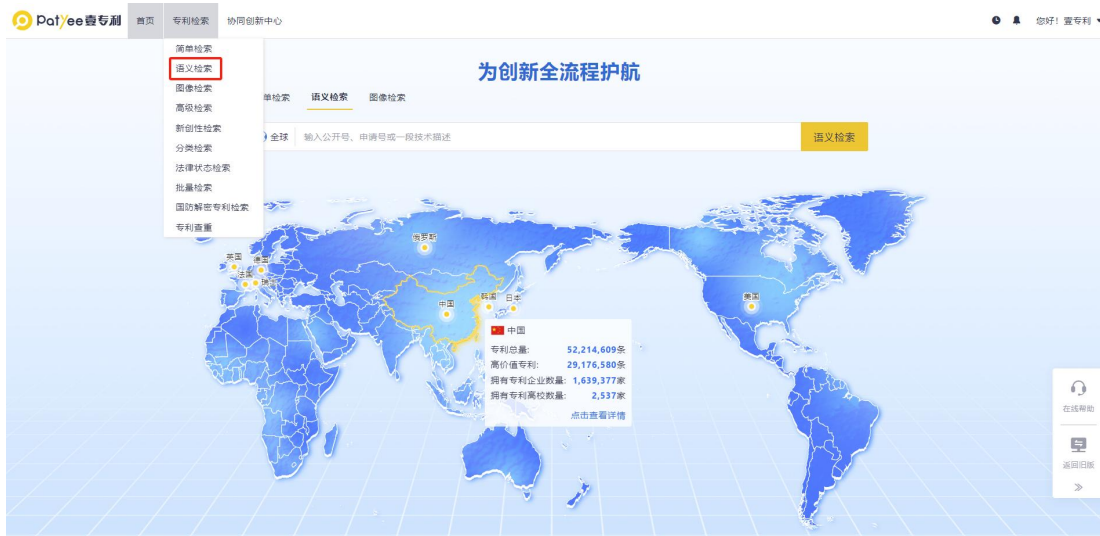 PatYee壹专利 首页 专利检索 协同创新中心 您好！壹专利
简单检索
语义检索
图像检索
高级检索
新创性检索
分类检索
法律状态检索
批量检索
国防解密专利检索
专利查重
为创新全流程护航
单检索 语义检索 图像检索
全球 输入公开号、申请号或一段技术描述 语义检索
俄罗斯
英国 德国
法国
中国 韩国 日本
美国
中国
专利总量: 52,214,609条
高价值专利: 29,176,580条
拥有专利企业数量: 1,639,377家
拥有专利高校数量: 2,537家
点击查看详情
在线帮助
返回旧版